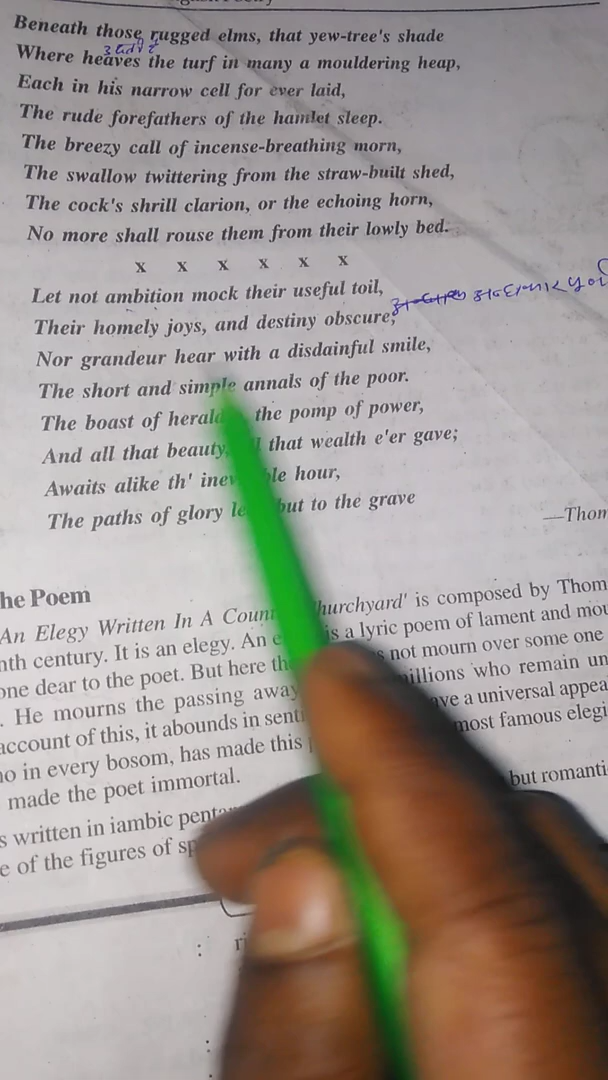 Beneath those rugged elms, that yew-tree's shade
Where heaves the turf in many a mouldering heap,
Each in his narrow cell for ever laid,
The rude forefathers of the hamlet sleep.
The breezy call of incense-breathing morn,
The swallow twittering from the straw-built shed,
The cock's shrill clarion, or the echoing horn,
No more shall rouse them from their lowly bed.
x x x x x x
Let not ambition mock their useful toil,
Their homely joys, and destiny obscure;
Nor grandeur hear with a disdainful smile,
The short and simple annals of the poor.
The boast of the pomp of power,
And all that beauty, that wealth e'er gave;
Awaits alike th' hour,
The paths of glory but to the grave
—Thom
he Poem
An Elegy Written In A hurchyard' is composed by Thom
nth century. It is an elegy. An is a lyric poem of lament and mou
one dear to the poet. But here not mourn over some one
. He mourns the passing away illions who remain un
account of this, it abounds in ave a universal appea
no in every bosom, has made this most famous elegi
made the poet immortal.
but romanti
s written in iambic
e of the figures of
:
: